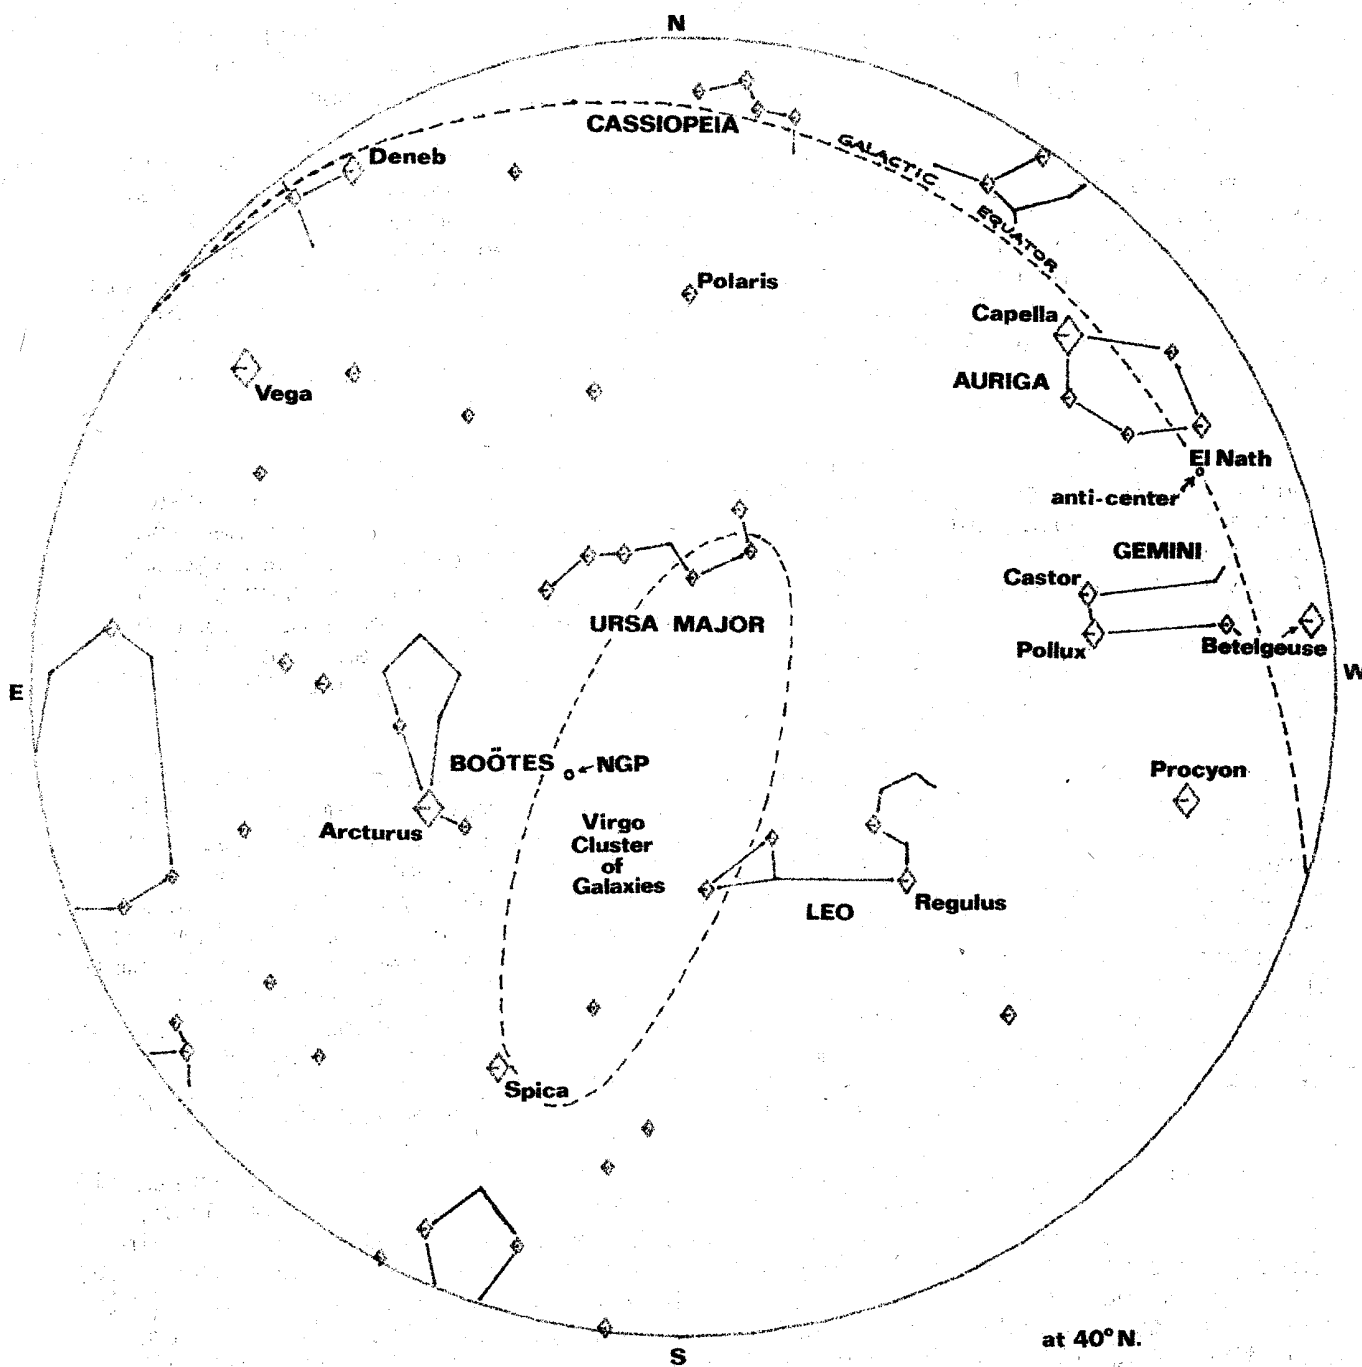 N
CASSIOPEIA
GALACTIC
EQUATOR
Deneb
Polaris
Capella
AURIGA
Vega
El Nath
anti-center
GEMINI
Castor
Pollux
Betelgeuse
URSA MAJOR
E
W
BOÖTES
NGP
Procyon
Arcturus
Virgo
Cluster
of
Galaxies
Regulus
LEO
Spica
at 40° N.
S